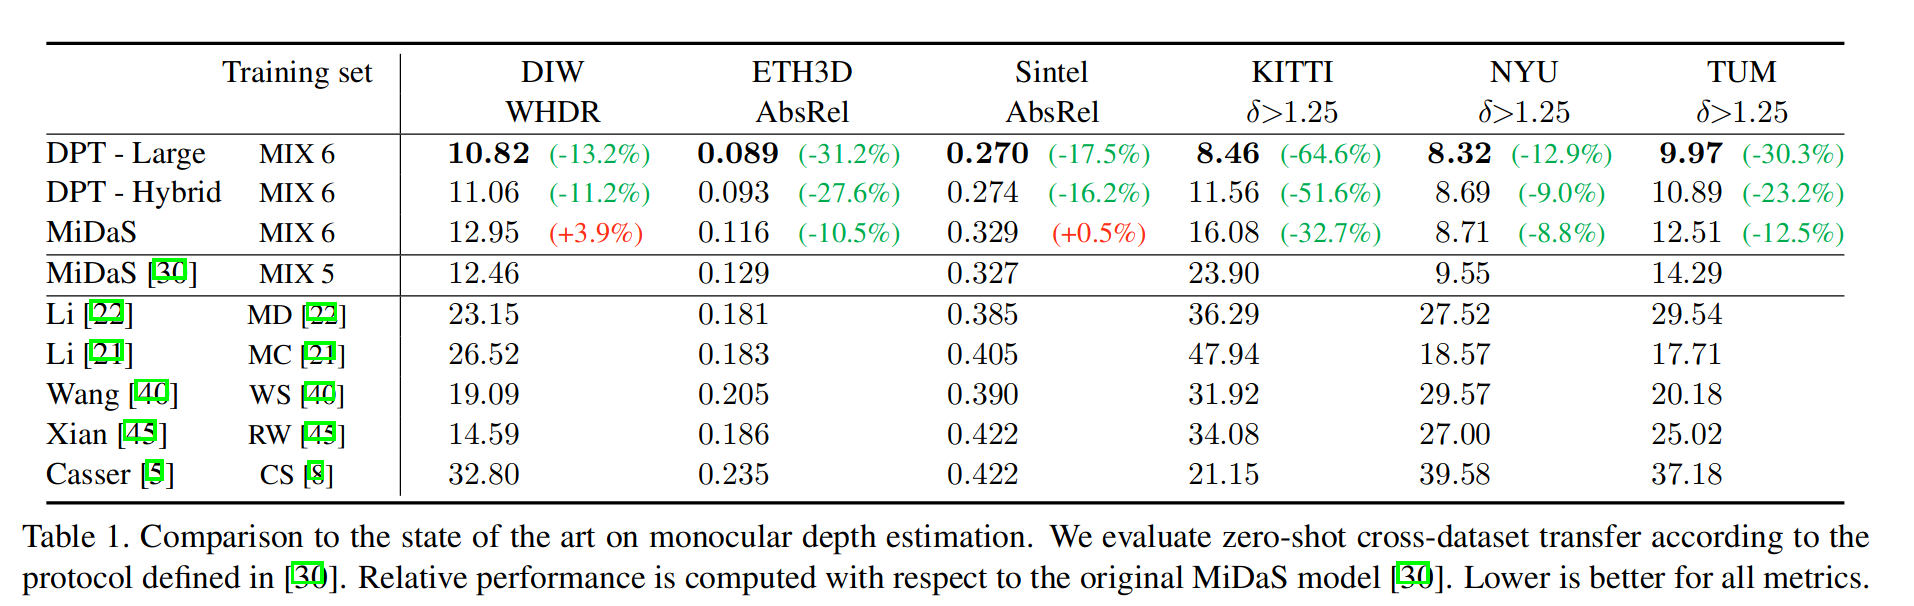 Training set DIW ETH3D Sintel KITTI NYU TUM
WHDR AbsRel AbsRel δ>1.25 δ>1.25 δ>1.25
DPT - Large MIX 6 10.82 (-13.2%) 0.089 (-31.2%) 0.270 (-17.5%) 8.46 (-64.6%) 8.32 (-12.9%) 9.97 (-30.3%)
DPT - Hybrid MIX 6 11.06 (-11.2%) 0.093 (-27.6%) 0.274 (-16.2%) 11.56 (-51.6%) 8.69 (-9.0%) 10.89 (-23.2%)
MiDaS MIX 6 12.95 (+3.9%) 0.116 (-10.5%) 0.329 (+0.5%) 16.08 (-32.7%) 8.71 (-8.8%) 12.51 (-12.5%)
MiDaS [30] MIX 5 12.46 0.129 0.327 23.90 9.55 14.29
Li [22] MD [22] 23.15 0.181 0.385 36.29 27.52 29.54
Li [21] MC [21] 26.52 0.183 0.405 47.94 18.57 17.71
Wang [40] WS [40] 19.09 0.205 0.390 31.92 29.57 20.18
Xian [45] RW [45] 14.59 0.186 0.422 34.08 27.00 25.02
Casser [5] CS [8] 32.80 0.235 0.422 21.15 39.58 37.18
Table 1. Comparison to the state of the art on monocular depth estimation. We evaluate zero-shot cross-dataset transfer according to the
protocol defined in [30]. Relative performance is computed with respect to the original MiDaS model [30]. Lower is better for all metrics.